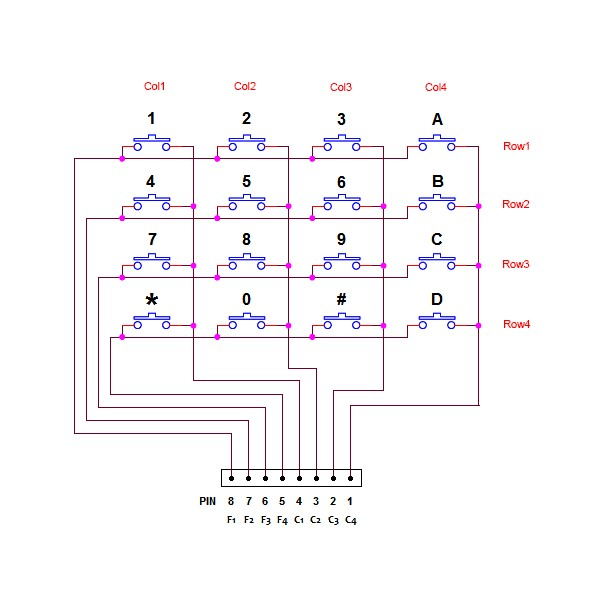 Col1 Col2 Col3 Col4
1 2 3 A
Row1
4 5 6 B
Row2
7 8 9 C
Row3
* 0 # D
Row4
PIN 8 7 6 5 4 3 2 1
F1 F2 F3 F4 C1 C2 C3 C4